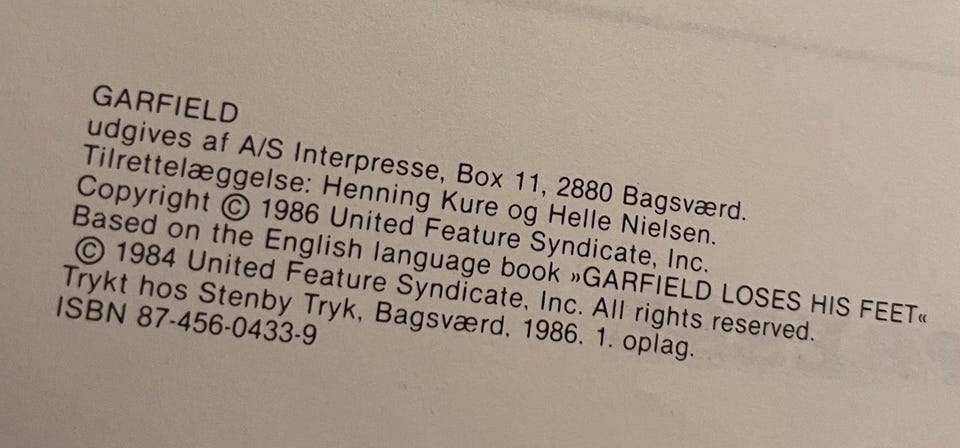 GARFIELD
udgives af A/S Interpresse, Box 11, 2880 Bagsværd.
Tilrettelæggelse: Henning Kure og Helle Nielsen.
Copyright © 1986 United Feature Syndicate, Inc.
Based on the English language book »GARFIELD LOSES HIS FEET«
© 1984 United Feature Syndicate, Inc. All rights reserved.
Trykt hos Stenby Tryk, Bagsværd, 1986. 1. oplag.
ISBN 87-456-0433-9